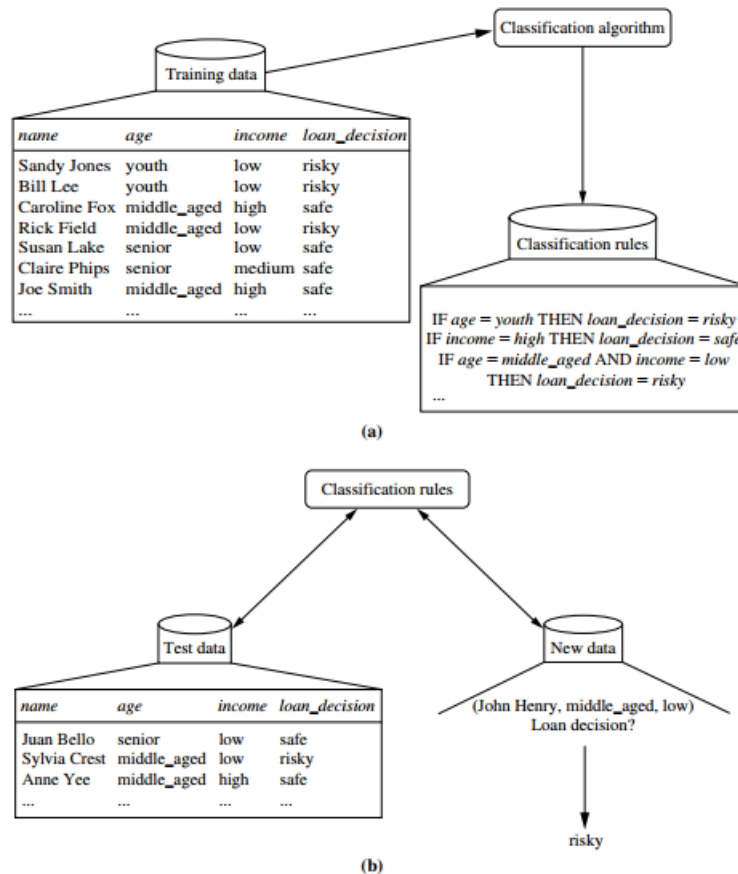 Classification algorithm
Training data
name age income loan_decision
Sandy Jones youth low risky
Bill Lee youth low risky
Caroline Fox middle_aged high safe
Rick Field middle_aged low risky
Susan Lake senior low safe
Claire Phips senior medium safe
Joe Smith middle_aged high safe
... ... ... ...
Classification rules
IF age = youth THEN loan_decision = risky
IF income = high THEN loan_decision = safe
IF age = middle_aged AND income = low
THEN loan_decision = risky
...
(a)
Classification rules
Test data
name age income loan_decision
Juan Bello senior low safe
Sylvia Crest middle_aged low risky
Anne Yee middle_aged high safe
... ... ... ...
New data
(John Henry, middle_aged, low)
Loan decision?
risky
(b)